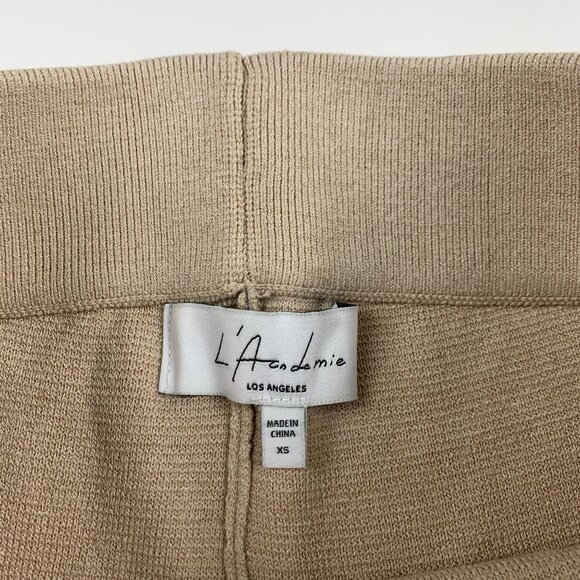 L'Academie
LOS ANGELES
MADE IN
CHINA
XS